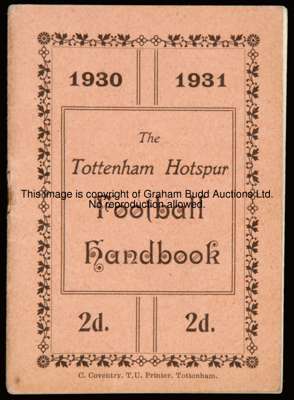 1930 1931
The
Tottenham Hotspur
This image is copyright of Graham Budd Auctions Ltd.
No reproduction allowed.
Football
Handbook
2d. 2d.
C. Coventry, T.U. Printer, Tottenham.